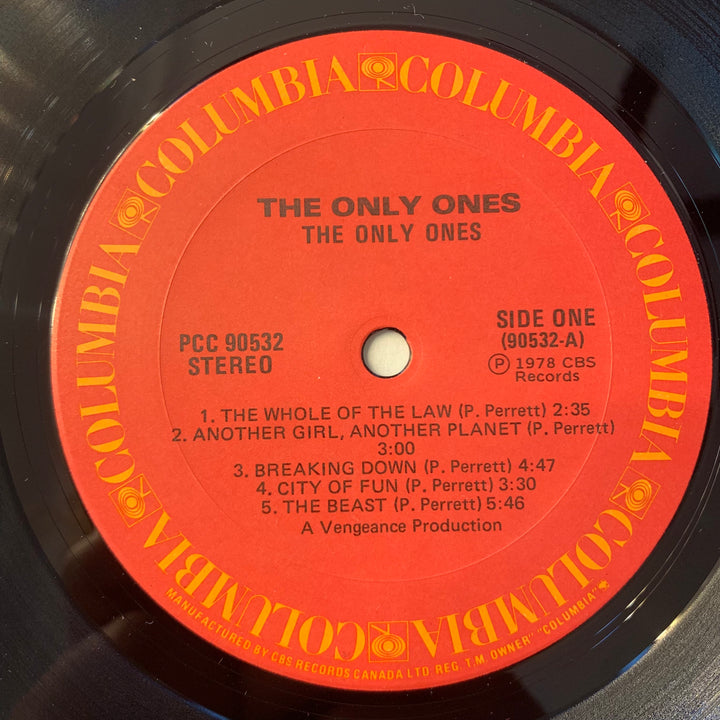 COLUMBIA COLUMBIA COLUMBIA COLUMBIA COLUMBIA COLUMBIA COLUMBIA COLUMBIA
THE ONLY ONES
THE ONLY ONES
PCC 90532
STEREO
SIDE ONE
(90532-A)
Ⓟ 1978 CBS
Records
1. THE WHOLE OF THE LAW (P. Perrett) 2:35
2. ANOTHER GIRL, ANOTHER PLANET (P. Perrett)
3:00
3. BREAKING DOWN (P. Perrett) 4:47
4. CITY OF FUN (P. Perrett) 3:30
5. THE BEAST (P. Perrett) 5:46
A Vengeance Production
MANUFACTURED BY CBS RECORDS CANADA LTD. REG. T.M. OWNER "COLUMBIA"